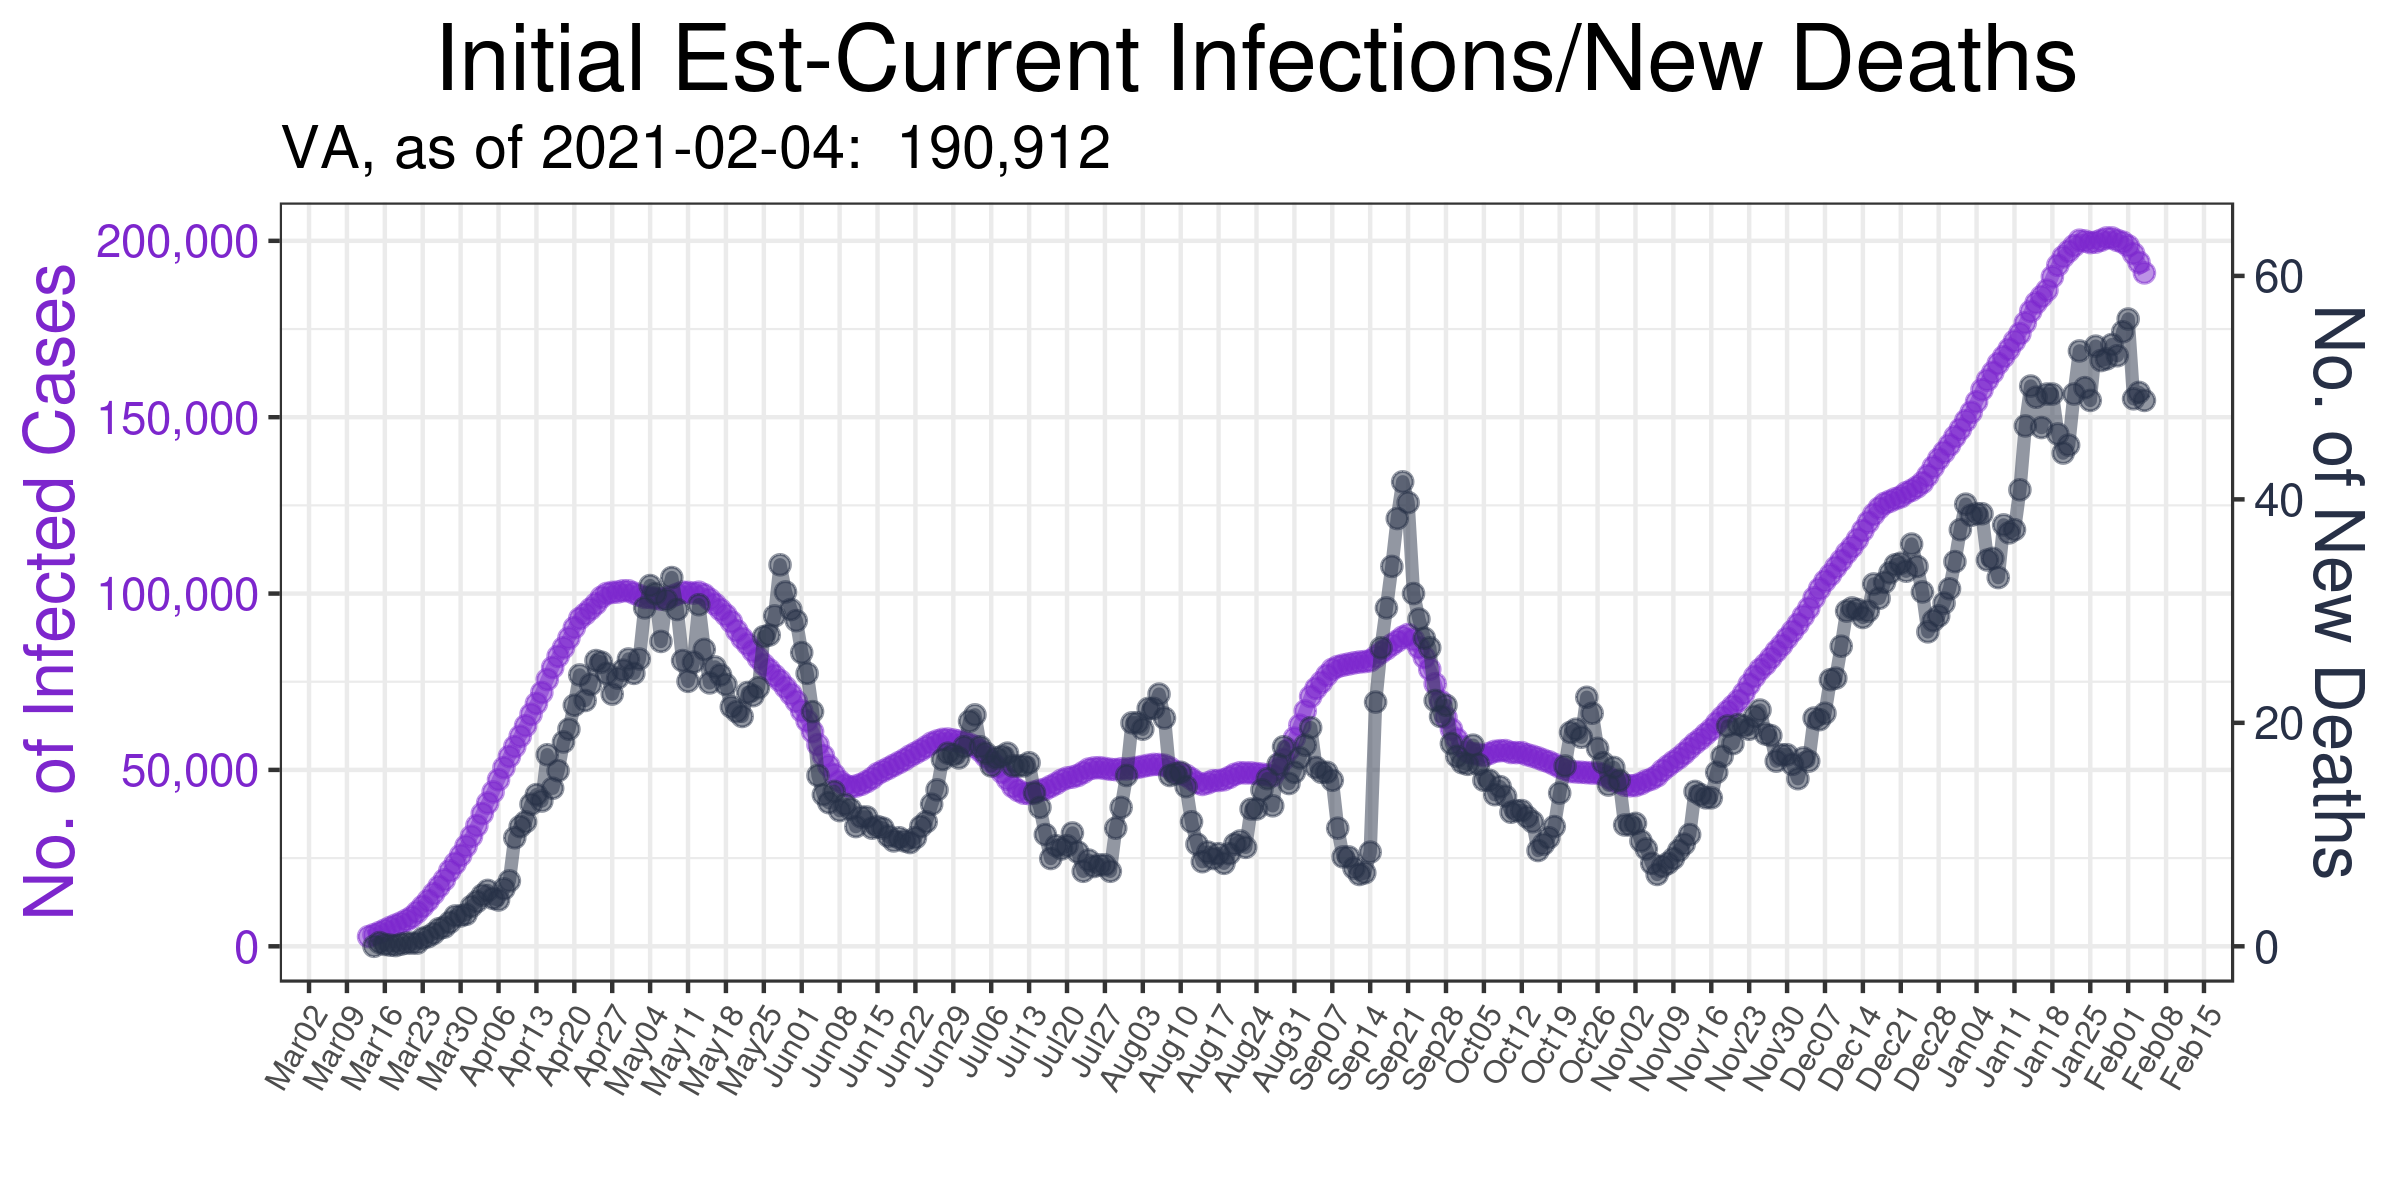 Initial Est-Current Infections/New Deaths
VA, as of 2021-02-04:  190,912
No. of Infected Cases
200,000
150,000
100,000
50,000
0
60
40
20
0
No. of New Deaths
Mar02
Mar09
Mar16
Mar23
Mar30
Apr06
Apr13
Apr20
Apr27
May04
May11
May18
May25
Jun01
Jun08
Jun15
Jun22
Jun29
Jul06
Jul13
Jul20
Jul27
Aug03
Aug10
Aug17
Aug24
Aug31
Sep07
Sep14
Sep21
Sep28
Oct05
Oct12
Oct19
Oct26
Nov02
Nov09
Nov16
Nov23
Nov30
Dec07
Dec14
Dec21
Dec28
Jan04
Jan11
Jan18
Jan25
Feb01
Feb08
Feb15